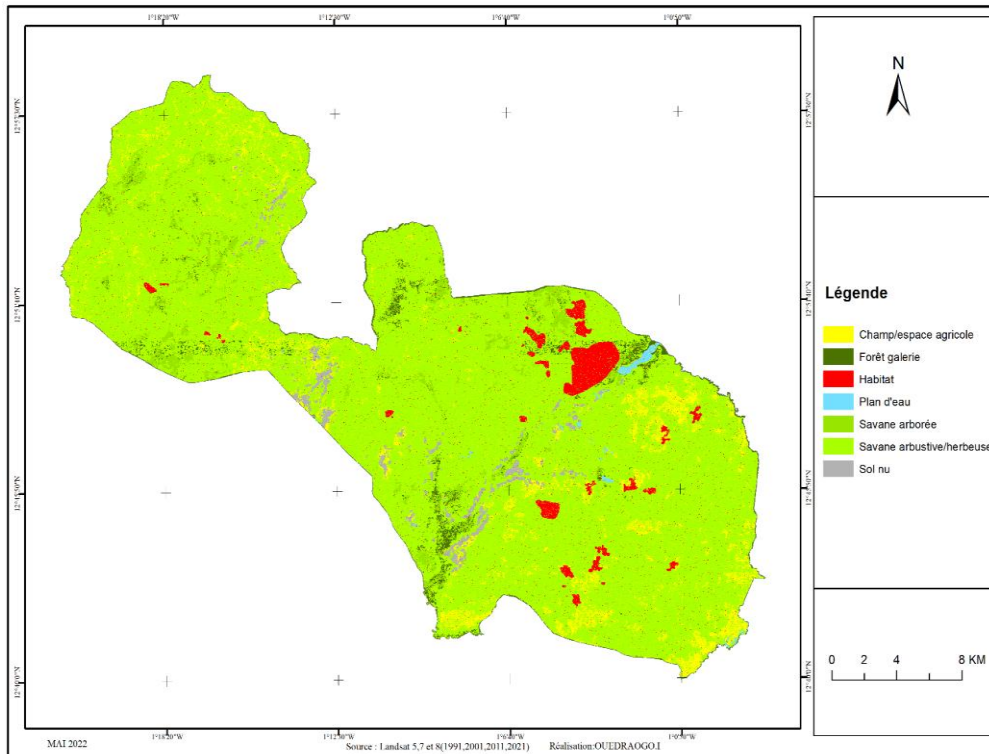 1°18'20"W 1°12'30"W 1°6'40"W 1°0'50"W
N
Légende
Champ/espace agricole
Forêt galerie
Habitat
Plan d'eau
Savane arborée
Savane arbustive/herbeuse
Sol nu
0 2 4 8 KM
1°18'20"W 1°12'30"W 1°6'40"W 1°0'50"W
MAI 2022 Source : Landsat 5,7 et 8(1991,2001,2011,2021) Réalisation:OUEDRAOGO.I